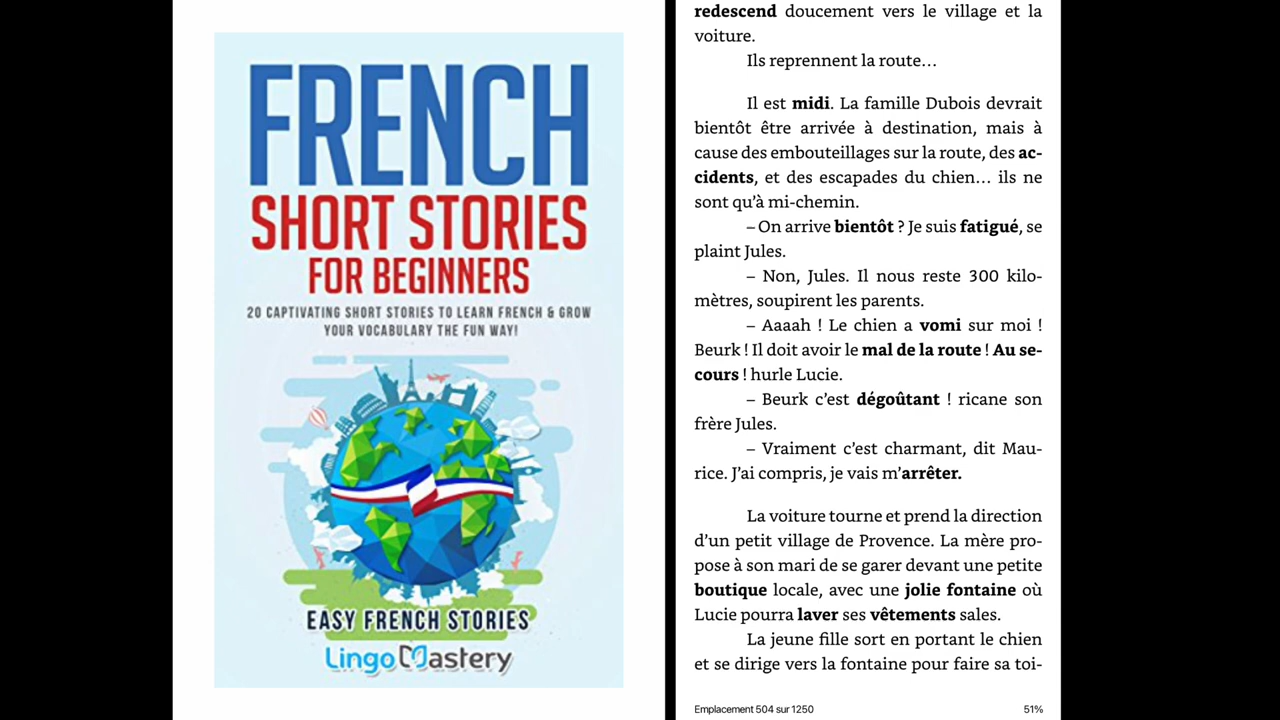 FRENCH
SHORT STORIES
FOR BEGINNERS
20 CAPTIVATING SHORT STORIES TO LEARN FRENCH & GROW
YOUR VOCABULARY THE FUN WAY!
EASY FRENCH STORIES
LingoMastery
redescend doucement vers le village et la
voiture.
Ils reprennent la route…
Il est midi. La famille Dubois devrait
bientôt être arrivée à destination, mais à
cause des embouteillages sur la route, des ac-
cidents, et des escapades du chien… ils ne
sont qu’à mi-chemin.
– On arrive bientôt ? Je suis fatigué, se
plaint Jules.
– Non, Jules. Il nous reste 300 kilo-
mètres, soupirent les parents.
– Aaaah ! Le chien a vomi sur moi !
Beurk ! Il doit avoir le mal de la route ! Au se-
cours ! hurle Lucie.
– Beurk c’est dégoûtant ! ricane son
frère Jules.
– Vraiment c’est charmant, dit Mau-
rice. J’ai compris, je vais m’arrêter.
La voiture tourne et prend la direction
d’un petit village de Provence. La mère pro-
pose à son mari de se garer devant une petite
boutique locale, avec une jolie fontaine où
Lucie pourra laver ses vêtements sales.
La jeune fille sort en portant le chien
et se dirige vers la fontaine pour faire sa toi-
Emplacement 504 sur 1250
51%